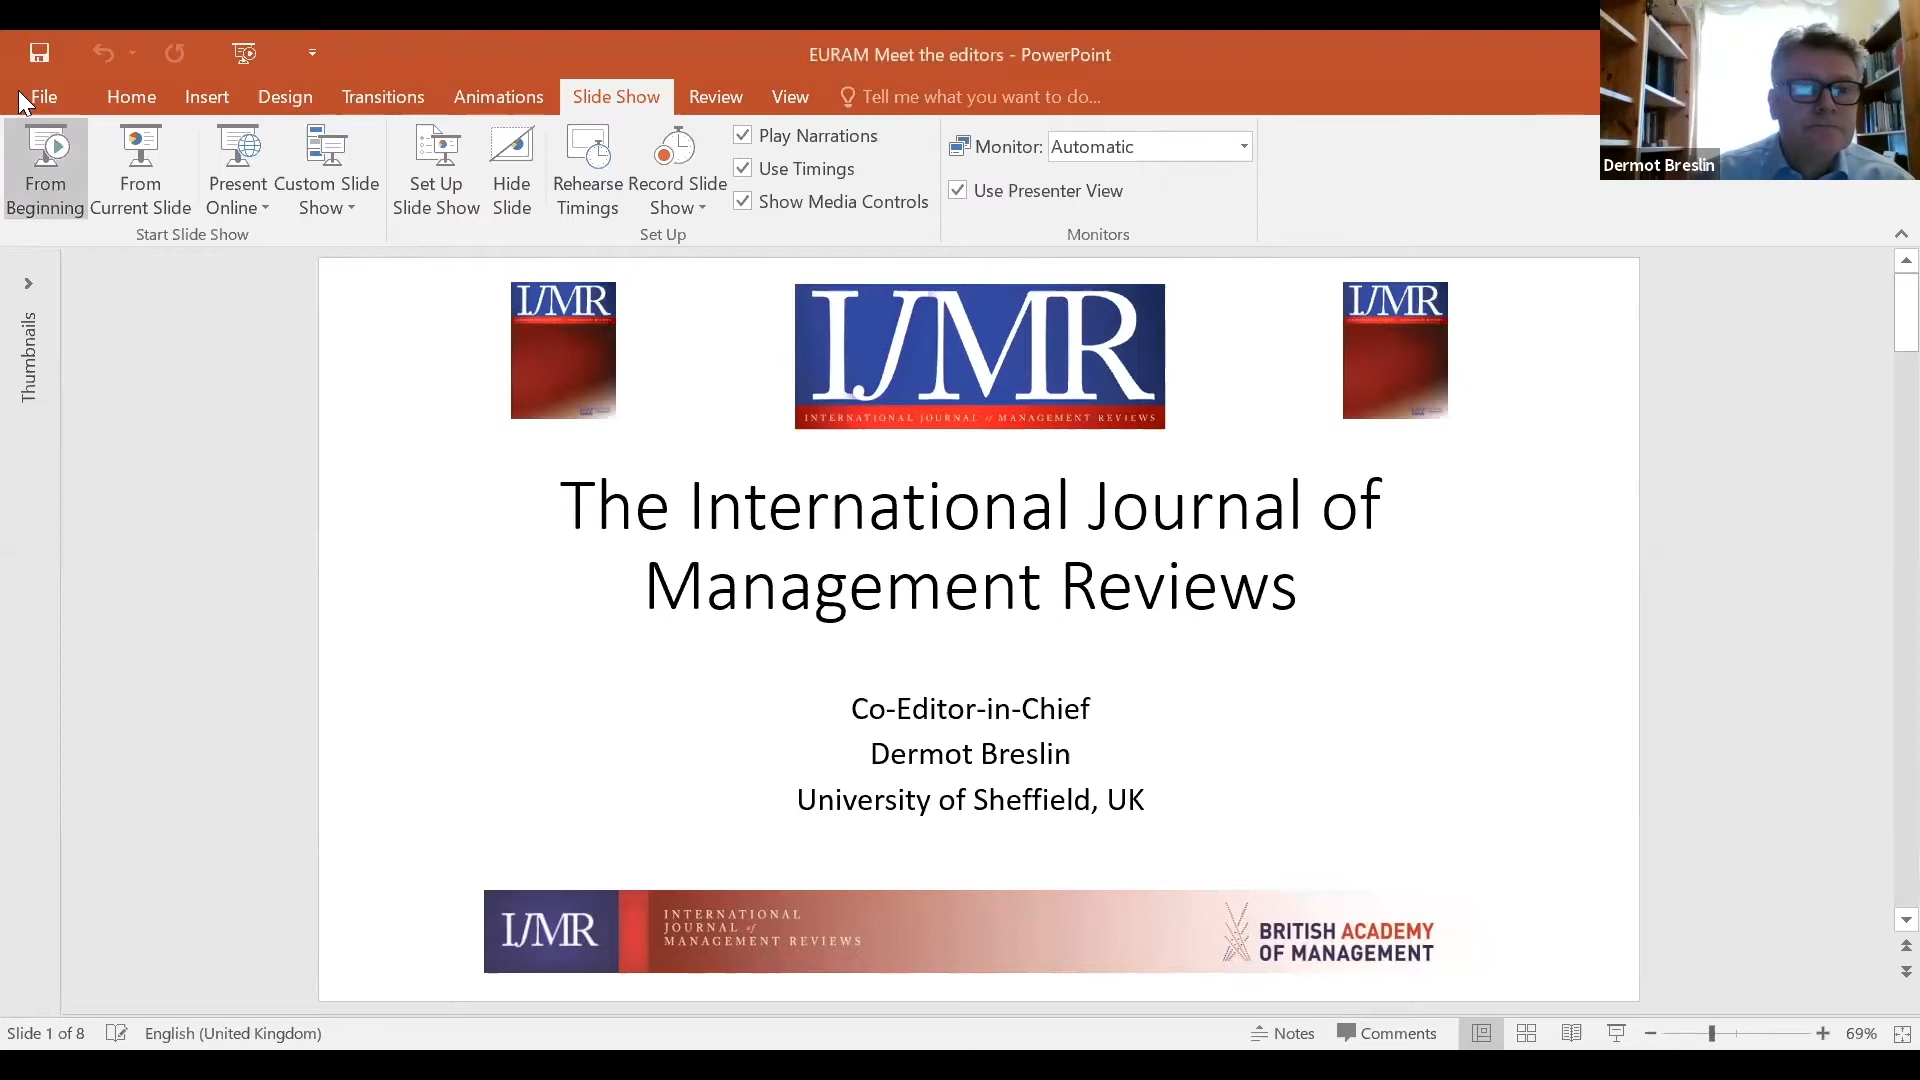 EURAM Meet the editors - PowerPoint
File
Home
Insert
Design
Transitions
Animations
Slide Show
Review
View
Tell me what you want to do...
From
Beginning
From
Current Slide
Present
Online
Custom Slide
Show
Start Slide Show
Set Up
Slide Show
Hide
Slide
Rehearse
Timings
Record Slide
Show
Play Narrations
Use Timings
Show Media Controls
Set Up
Monitor:
Automatic
Use Presenter View
Monitors
Dermot Breslin
Thumbnails
IJMR
IJMR
INTERNATIONAL JOURNAL of MANAGEMENT REVIEWS
IJMR
The International Journal of
Management Reviews
Co-Editor-in-Chief
Dermot Breslin
University of Sheffield, UK
IJMR
INTERNATIONAL
JOURNAL of
MANAGEMENT REVIEWS
BRITISH ACADEMY
OF MANAGEMENT
Slide 1 of 8
English (United Kingdom)
Notes
Comments
69%